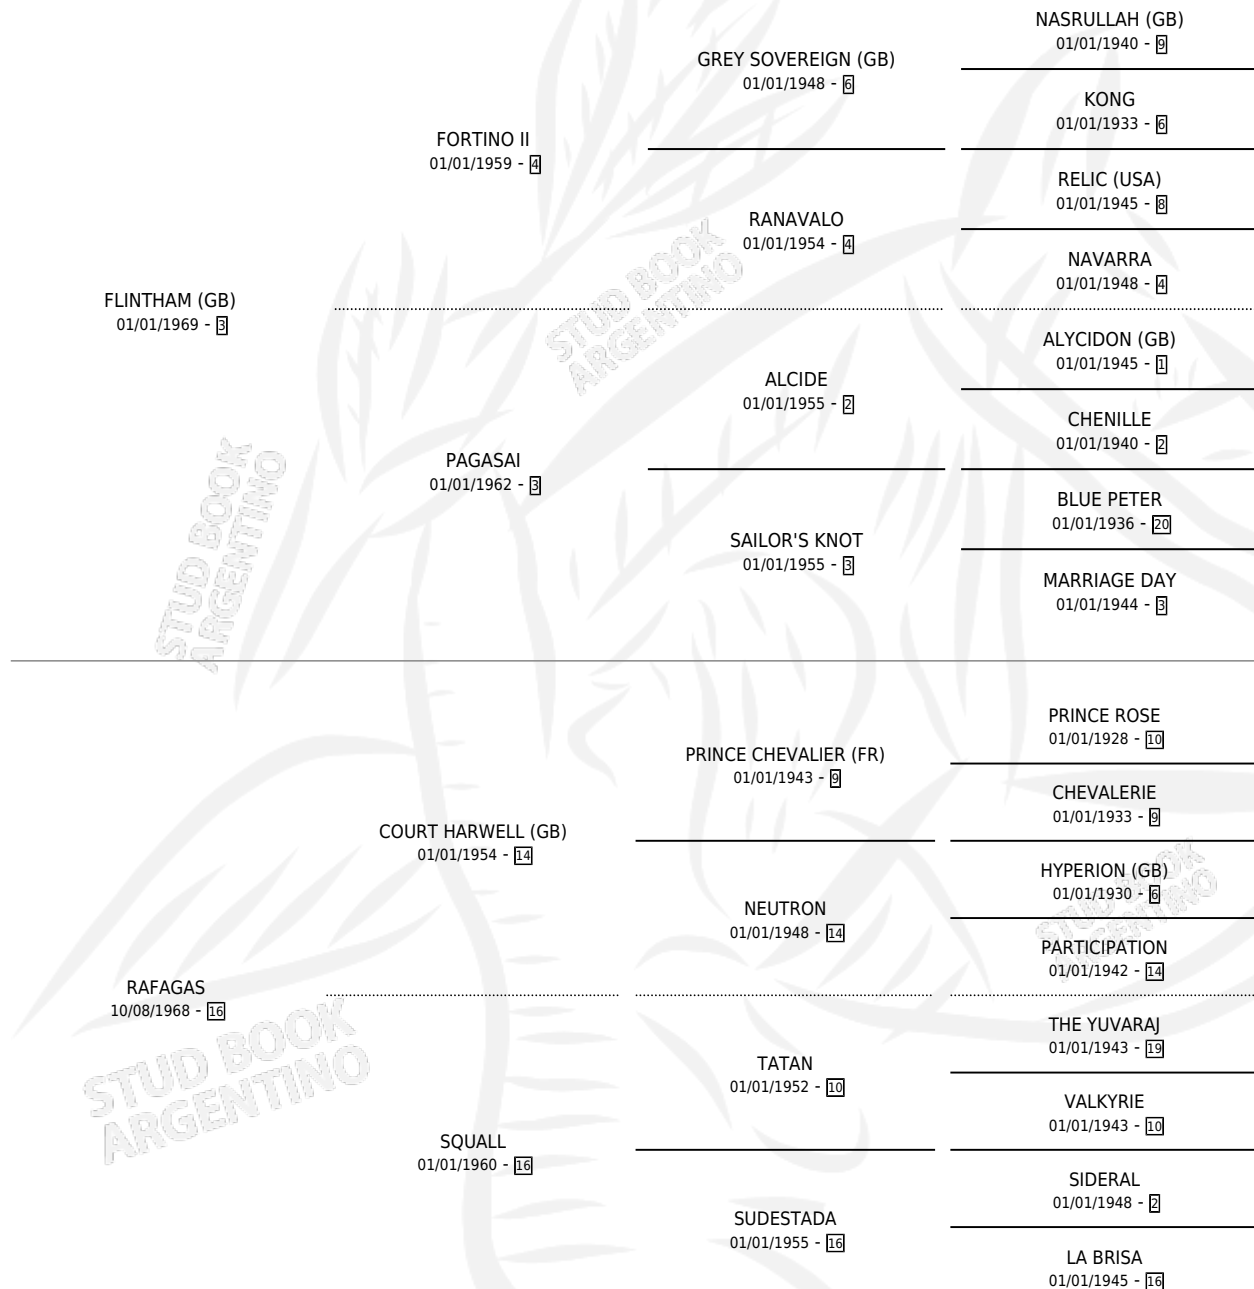 NASRULLAH (GB)
01/01/1940 - 9
GREY SOVEREIGN (GB)
01/01/1948 - 6
KONG
01/01/1933 - 6
FORTINO II
01/01/1959 - 4
RELIC (USA)
01/01/1945 - 8
RANAVALO
01/01/1954 - 4
NAVARRA
01/01/1948 - 4
FLINTHAM (GB)
01/01/1969 - 3
ALYCIDON (GB)
01/01/1945 - 1
ALCIDE
01/01/1955 - 2
CHENILLE
01/01/1940 - 2
PAGASAI
01/01/1962 - 3
BLUE PETER
01/01/1936 - 20
SAILOR'S KNOT
01/01/1955 - 3
MARRIAGE DAY
01/01/1944 - 3
PRINCE ROSE
01/01/1928 - 10
PRINCE CHEVALIER (FR)
01/01/1943 - 9
CHEVALERIE
01/01/1933 - 9
COURT HARWELL (GB)
01/01/1954 - 14
HYPERION (GB)
01/01/1930 - 6
NEUTRON
01/01/1948 - 14
PARTICIPATION
01/01/1942 - 14
RAFAGAS
10/08/1968 - 16
THE YUVARAJ
01/01/1943 - 19
TATAN
01/01/1952 - 10
VALKYRIE
01/01/1943 - 10
SQUALL
01/01/1960 - 16
SIDERAL
01/01/1948 - 2
SUDESTADA
01/01/1955 - 16
LA BRISA
01/01/1945 - 16
STUD BOOK
ARGENTINO
STUD BOOK
ARGENTINO
STUD BOOK
ARGENTINO
STUD BOOK
ARGENTINO